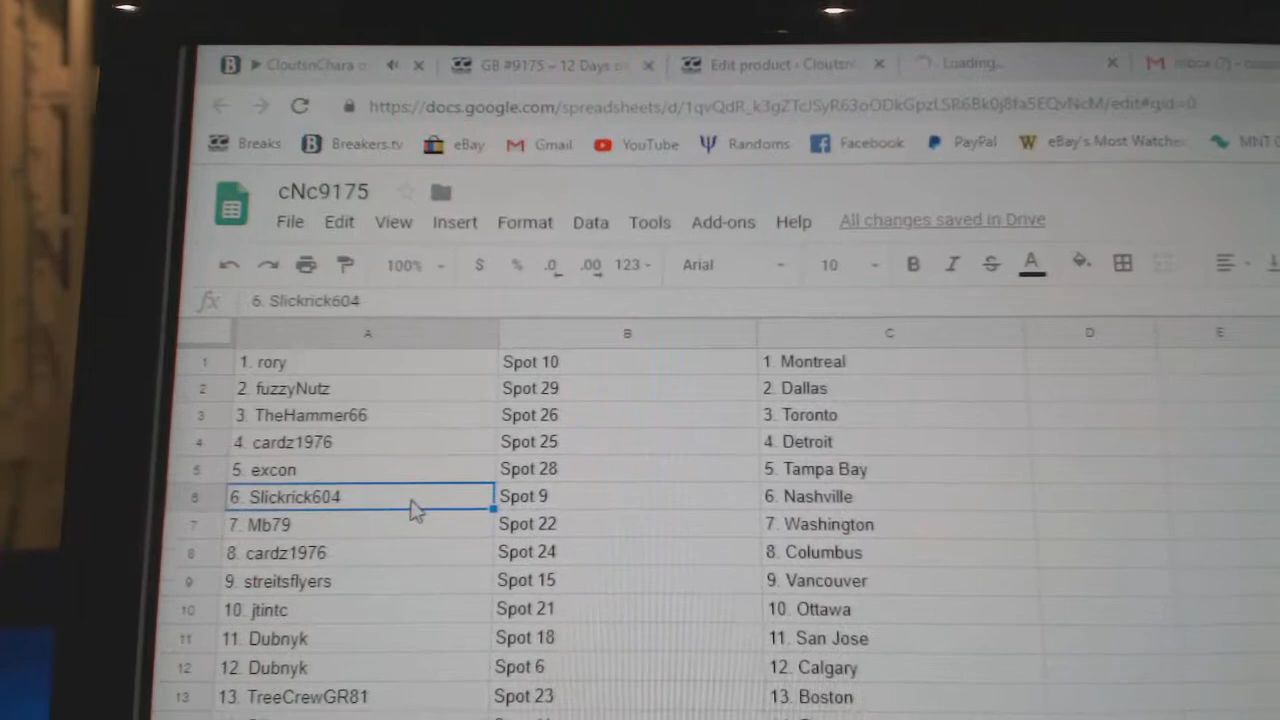 CloutsnChara
GB #9175 - 12 Days
Edit product ‹ Cloutsn
Loading...
https://docs.google.com/spreadsheets/d/
Breaks Breakers.tv eBay Gmail YouTube Randoms Facebook PayPal eBay's Most Watche MNT
cNc9175
File Edit View Insert Format Data Tools Add-ons Help All changes saved in Drive
100% $ % .0 .00 123 Arial 10 B I S A
fx 6. Slickrick604
A B C D E
1 1. rory Spot 10 1. Montreal
2 2. fuzzyNutz Spot 29 2. Dallas
3 3. TheHammer66 Spot 26 3. Toronto
4 4. cardz1976 Spot 25 4. Detroit
5 5. excon Spot 28 5. Tampa Bay
6 6. Slickrick604 Spot 9 6. Nashville
7 7. Mb79 Spot 22 7. Washington
8 8. cardz1976 Spot 24 8. Columbus
9 9. streitsflyers Spot 15 9. Vancouver
10 10. jtintc Spot 21 10. Ottawa
11 11. Dubnyk Spot 18 11. San Jose
12 12. Dubnyk Spot 6 12. Calgary
13 13. TreeCrewGR81 Spot 23 13. Boston